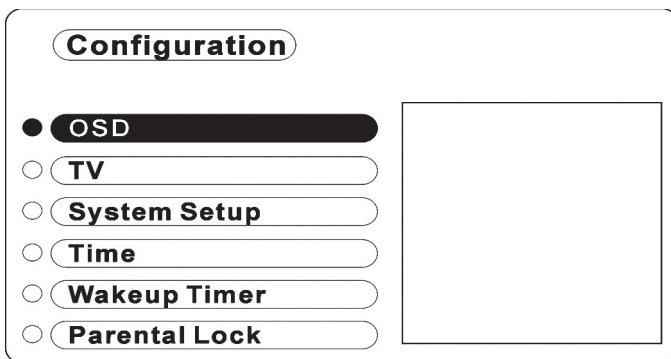 Configuration
OSD
TV
System Setup
Time
Wakeup Timer
Parental Lock